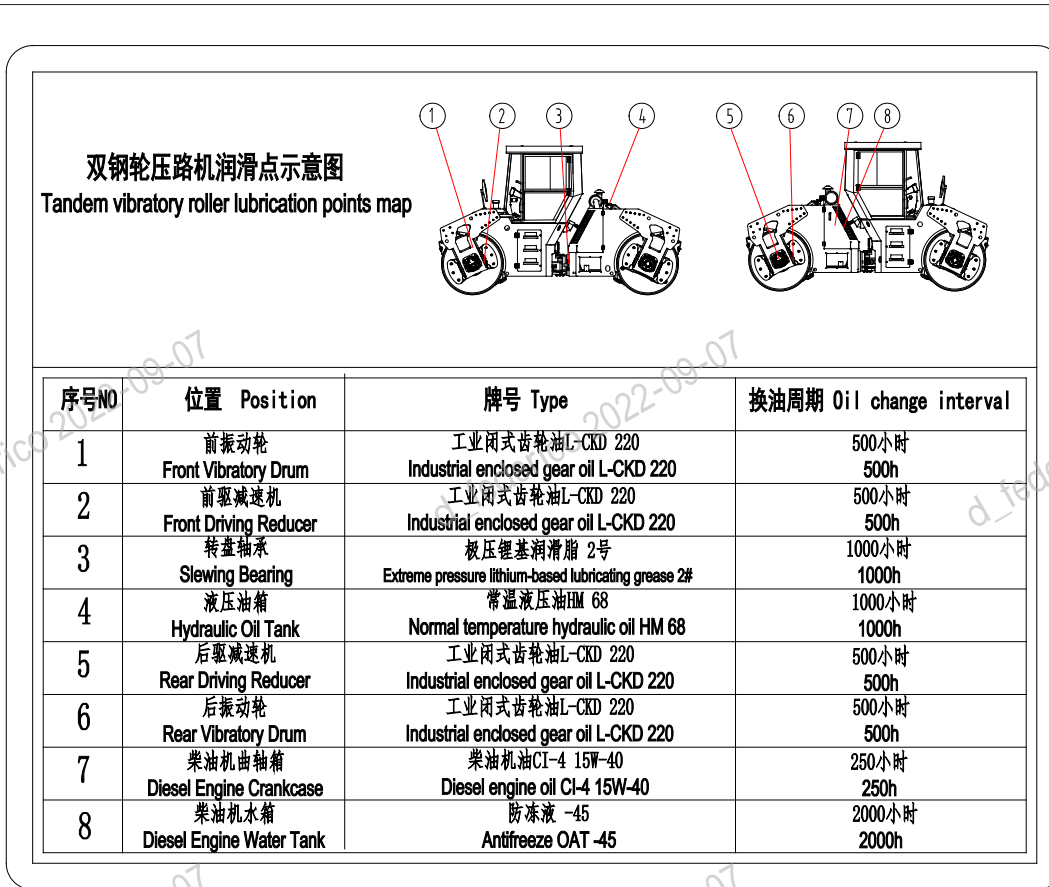 ① ② ③ ④ ⑤ ⑥ ⑦ ⑧
双钢轮压路机润滑点示意图
Tandem vibratory roller lubrication points map
序号NO 位置 Position 牌号 Type 换油周期 Oil change interval
1 前振动轮 工业闭式齿轮油L-CKD 220 500小时
Front Vibratory Drum Industrial enclosed gear oil L-CKD 220 500h
2 前驱减速机 工业闭式齿轮油L-CKD 220 500小时
Front Driving Reducer Industrial enclosed gear oil L-CKD 220 500h
3 转盘轴承 极压锂基润滑脂 2号 1000小时
Slewing Bearing Extreme pressure lithium-based lubricating grease 2# 1000h
4 液压油箱 常温液压油HM 68 1000小时
Hydraulic Oil Tank Normal temperature hydraulic oil HM 68 1000h
5 后驱减速机 工业闭式齿轮油L-CKD 220 500小时
Rear Driving Reducer Industrial enclosed gear oil L-CKD 220 500h
6 后振动轮 工业闭式齿轮油L-CKD 220 500小时
Rear Vibratory Drum Industrial enclosed gear oil L-CKD 220 500h
7 柴油机曲轴箱 柴油机油CI-4 15W-40 250小时
Diesel Engine Crankcase Diesel engine oil CI-4 15W-40 250h
8 柴油机水箱 防冻液 -45 2000小时
Diesel Engine Water Tank Antifreeze OAT -45 2000h
rico 2022-09-07
d_federico 2022-09-07
d_fede
07
07